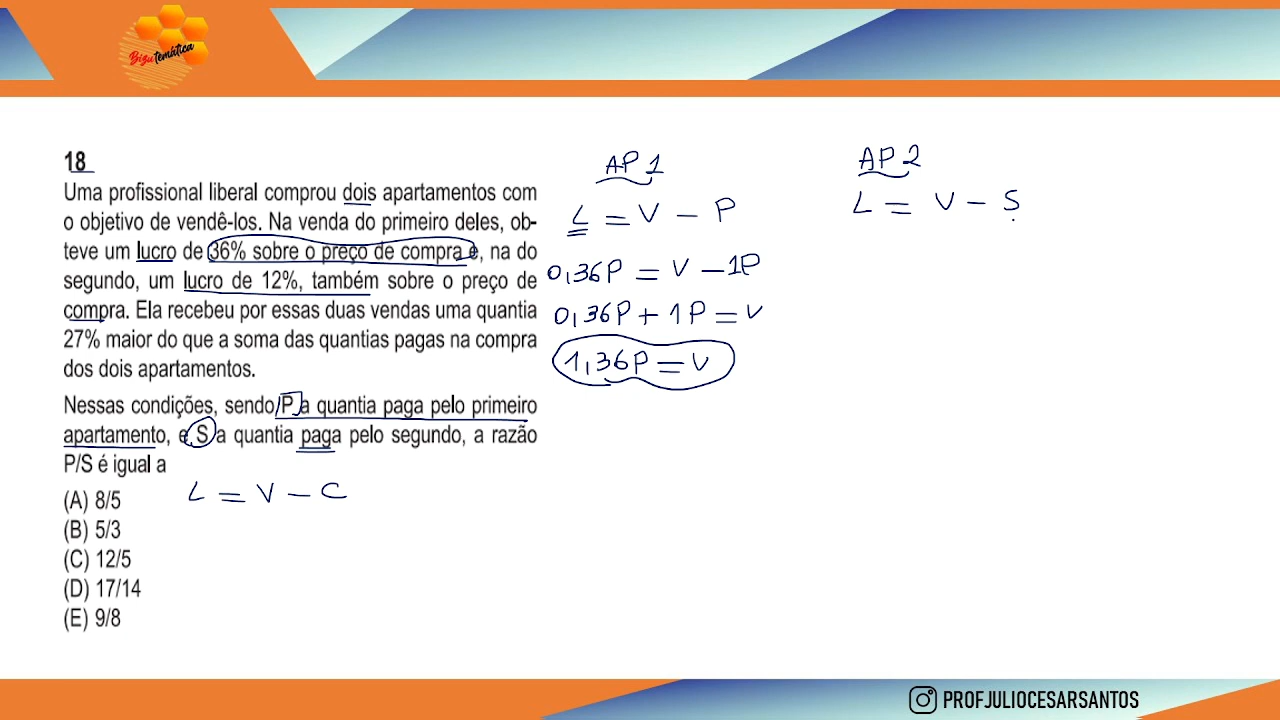 Bizutemática
18
Uma profissional liberal comprou dois apartamentos com
o objetivo de vendê-los. Na venda do primeiro deles, ob-
teve um lucro de 36% sobre o preço de compra e, na do
segundo, um lucro de 12%, também sobre o preço de
compra. Ela recebeu por essas duas vendas uma quantia
27% maior do que a soma das quantias pagas na compra
dos dois apartamentos.
Nessas condições, sendo P a quantia paga pelo primeiro
apartamento, e S a quantia paga pelo segundo, a razão
P/S é igual a
(A) 8/5
(B) 5/3
(C) 12/5
(D) 17/14
(E) 9/8
L = V - C
AP 1
L = V - P
0,36P = V - 1P
0,36P + 1P = V
1,36P = V
AP 2
L = V - S
PROFJULIOCESARSANTOS